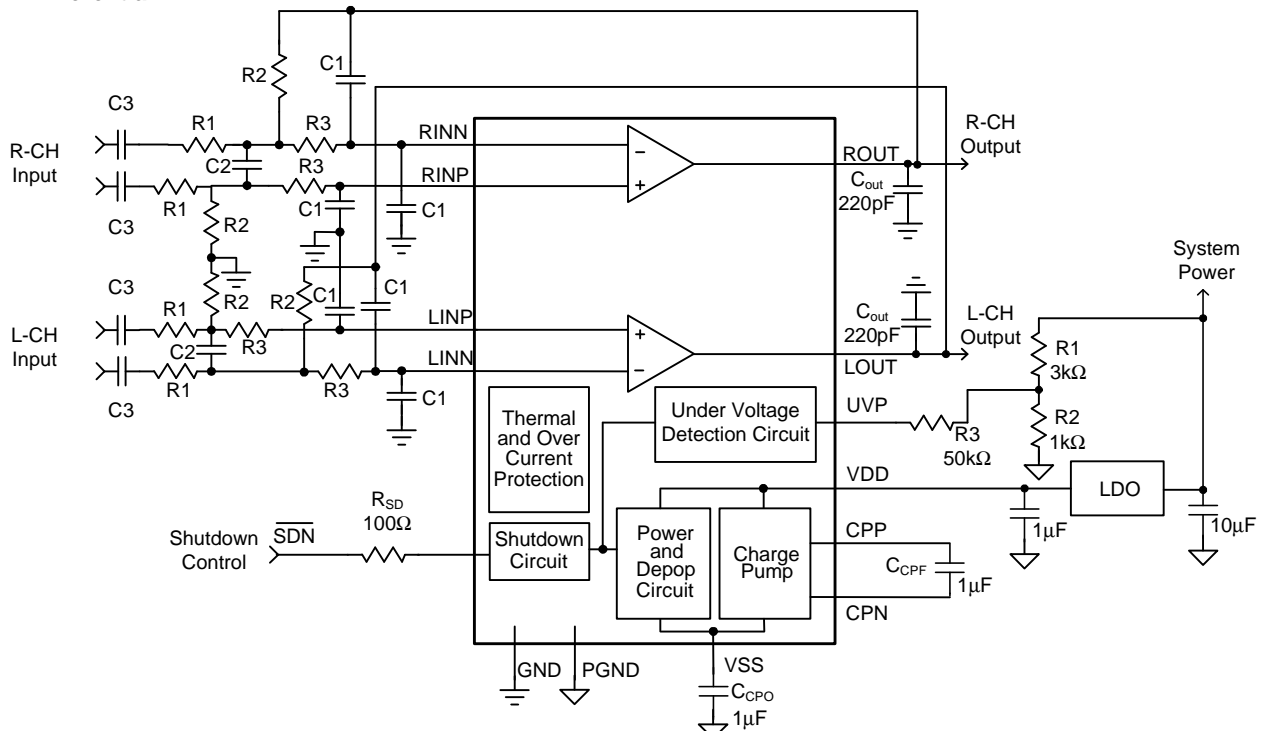 R2
C1
C3
R1
R3
RINN
R-CH
Input
C2
R3
RINP
R1
C3
R2
C1
C1
ROUT
R-CH
Output
Cout
220pF
System
Power
C3
R1
R2
R2
C1
C1
LINP
L-CH
Input
C2
R3
LINN
R1
R3
C3
C1
Cout
220pF
L-CH
Output
LOUT
R1
3kΩ
R2
1kΩ
Thermal
and Over
Current
Protection
Under Voltage
Detection Circuit
UVP
R3
50kΩ
VDD
LDO
1µF
10µF
RSD
100Ω
Shutdown
Control
SDN
Shutdown
Circuit
Power
and
Depop
Circuit
Charge
Pump
CPP
CCPF
1µF
CPN
GND
PGND
VSS
CCPO
1µF